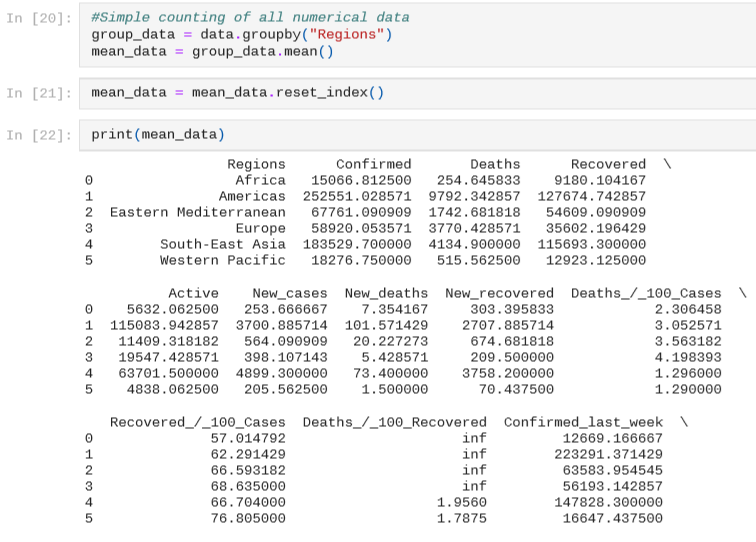 In [20]: #Simple counting of all numerical data
group_data = data.groupby("Regions")
mean_data = group_data.mean()
In [21]: mean_data = mean_data.reset_index()
In [22]: print(mean_data)
Regions Confirmed Deaths Recovered \
0 Africa 15066.812500 254.645833 9180.104167
1 Americas 252551.028571 9792.342857 127674.742857
2 Eastern Mediterranean 67761.090909 1742.681818 54609.090909
3 Europe 58920.053571 3770.428571 35602.196429
4 South-East Asia 183529.700000 4134.900000 115693.300000
5 Western Pacific 18276.750000 515.562500 12923.125000
Active New_cases New_deaths New_recovered Deaths_/_100_Cases \
0 5632.062500 253.666667 7.354167 303.395833 2.306458
1 115083.942857 3700.885714 101.571429 2707.885714 3.052571
2 11409.318182 564.090909 20.227273 674.681818 3.563182
3 19547.428571 398.107143 5.428571 209.500000 4.198393
4 63701.500000 4899.300000 73.400000 3758.200000 1.296000
5 4838.062500 205.562500 1.500000 70.437500 1.290000
Recovered_/_100_Cases Deaths_/_100_Recovered Confirmed_last_week \
0 57.014792 inf 12669.166667
1 62.291429 inf 223291.371429
2 66.593182 inf 63583.954545
3 68.635000 inf 56193.142857
4 66.704000 1.9560 147828.300000
5 76.805000 1.7875 16647.437500